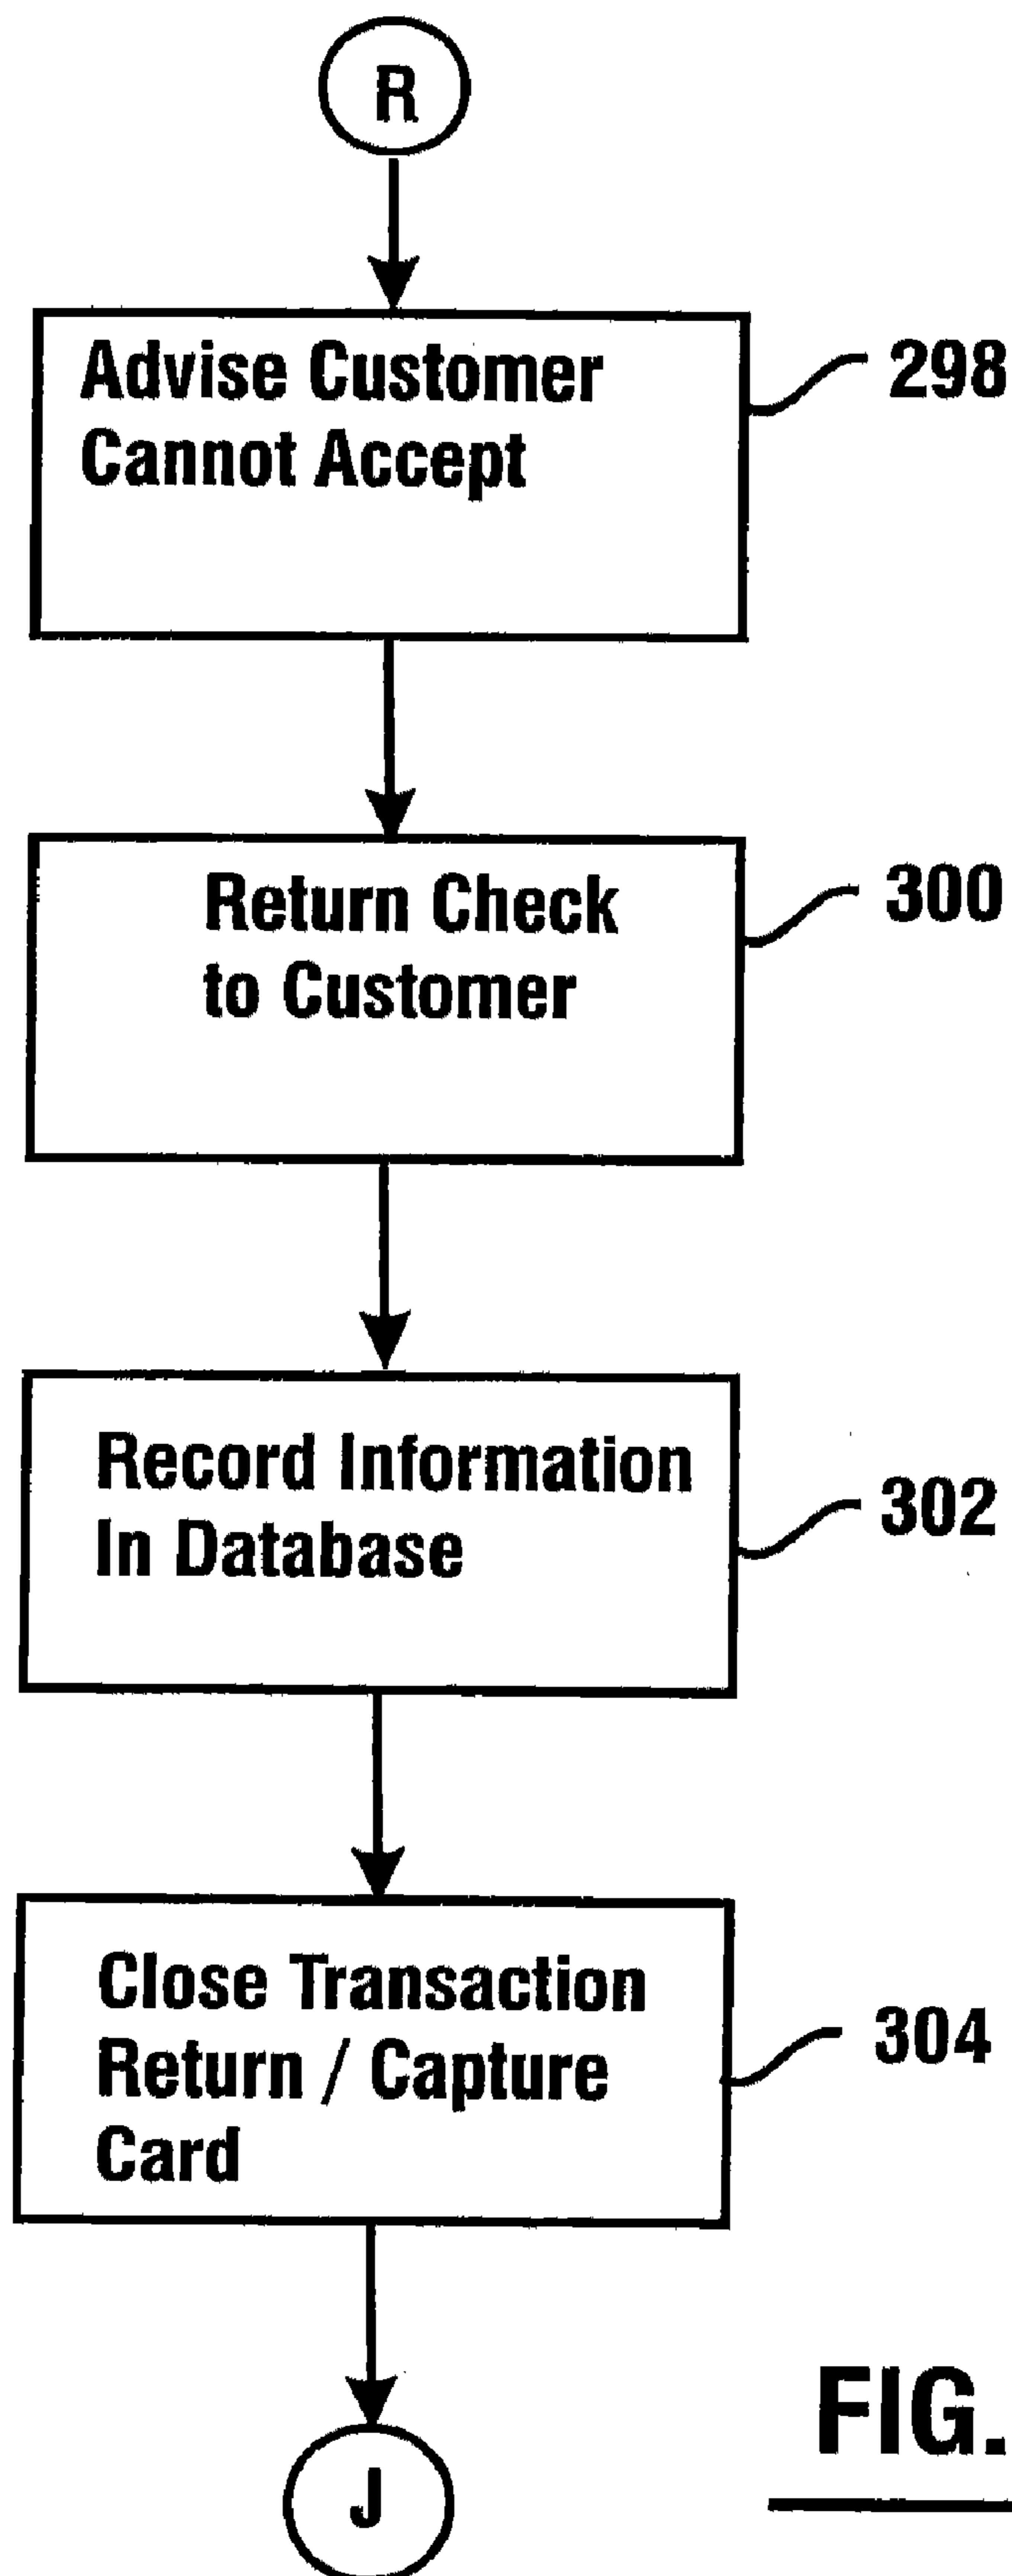 R
Advise Customer
Cannot Accept
298
Return Check
to Customer
300
Record Information
In Database
302
Close Transaction
Return / Capture
Card
304
J
FIG.